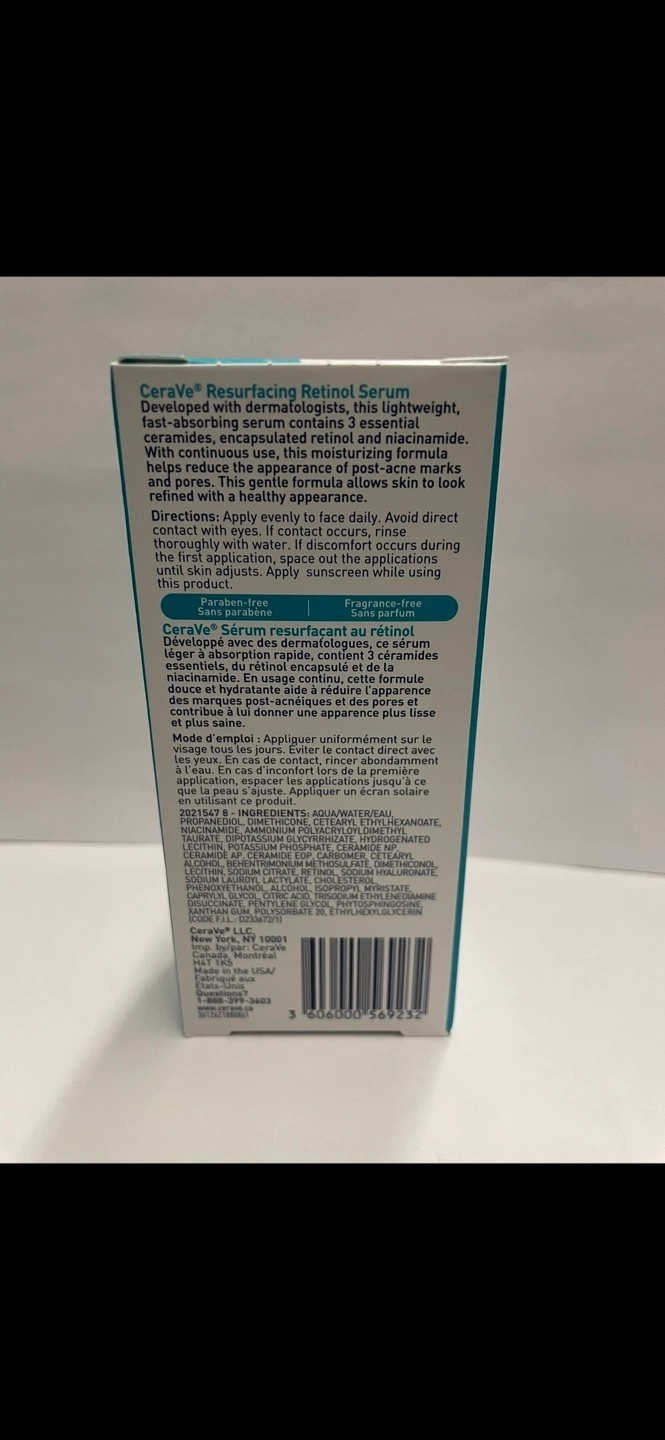 CeraVe® Resurfacing Retinol Serum
Developed with dermatologists, this lightweight,
fast-absorbing serum contains 3 essential
ceramides, encapsulated retinol and niacinamide.
With continuous use, this moisturizing formula
helps reduce the appearance of post-acne marks
and pores. This gentle formula allows skin to look
refined with a healthy appearance.
Directions: Apply evenly to face daily. Avoid direct
contact with eyes. If contact occurs, rinse
thoroughly with water. If discomfort occurs during
the first application, space out the applications
until skin adjusts. Apply sunscreen while using
this product.
Paraben-free Fragrance-free
Sans parabène Sans parfum
CeraVe® Sérum resurfaçant au rétinol
Développé avec des dermatologues, ce sérum
léger à absorption rapide, contient 3 céramides
essentiels, du rétinol encapsulé et de la
niacinamide. En usage continu, cette formule
douce et hydratante aide à réduire l'apparence
des marques post-acnéiques et des pores et
contribue à lui donner une apparence plus lisse
et plus saine.
Mode d'emploi : Appliquer uniformément sur le
visage tous les jours. Éviter le contact direct avec
les yeux. En cas de contact, rincer abondamment
à l'eau. En cas d'inconfort lors de la première
application, espacer les applications jusqu'à ce
que la peau s'ajuste. Appliquer un écran solaire
en utilisant ce produit.
2021547 8 - INGREDIENTS: AQUA/WATER/EAU,
PROPANEDIOL, DIMETHICONE, CETEARYL ETHYLHEXANOATE,
NIACINAMIDE, AMMONIUM POLYACRYLOYLDIMETHYL
TAURATE, DIPOTASSIUM GLYCYRRHIZATE, HYDROGENATED
LECITHIN, POTASSIUM PHOSPHATE, CERAMIDE NP,
CERAMIDE AP, CERAMIDE EOP, CARBOMER, CETEARYL
ALCOHOL, BEHENTRIMONIUM METHOSULFATE, DIMETHICONOL,
LECITHIN, SODIUM CITRATE, RETINOL, SODIUM HYALURONATE,
SODIUM LAUROYL LACTYLATE, CHOLESTEROL,
PHENOXYETHANOL, ALCOHOL, ISOPROPYL MYRISTATE,
CAPRYLYL GLYCOL, CITRIC ACID, TRISODIUM ETHYLENEDIAMINE
DISUCCINATE, PENTYLENE GLYCOL, PHYTOSPHINGOSINE,
XANTHAN GUM, POLYSORBATE 20, ETHYLHEXYLGLYCERIN
(CODE F.I.L.: D233672/1)
CeraVe® LLC,
New York, NY 10001
Imp. by/par: CeraVe
Canada, Montréal
H4T 1K5
Made in the USA/
Fabriqué aux
États-Unis
Questions?
1-888-399-3603
www.cerave.ca
3 606000 569232